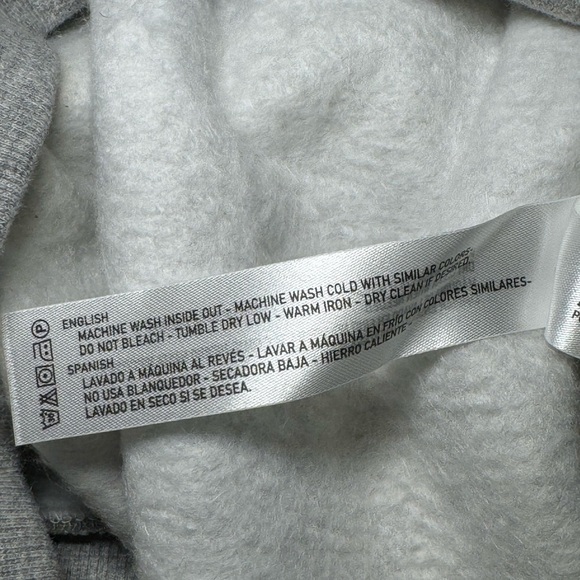 ENGLISH
MACHINE WASH INSIDE OUT - MACHINE WASH COLD WITH SIMILAR COLORS-
DO NOT BLEACH - TUMBLE DRY LOW - WARM IRON - DRY CLEAN IF DESIRED.
SPANISH
LAVADO A MÁQUINA AL REVÉS - LAVAR A MÁQUINA EN FRÍO CON COLORES SIMILARES-
NO USA BLANQUEDOR - SECADORA BAJA - HIERRO CALIENTE -
LAVADO EN SECO SI SE DESEA.
P